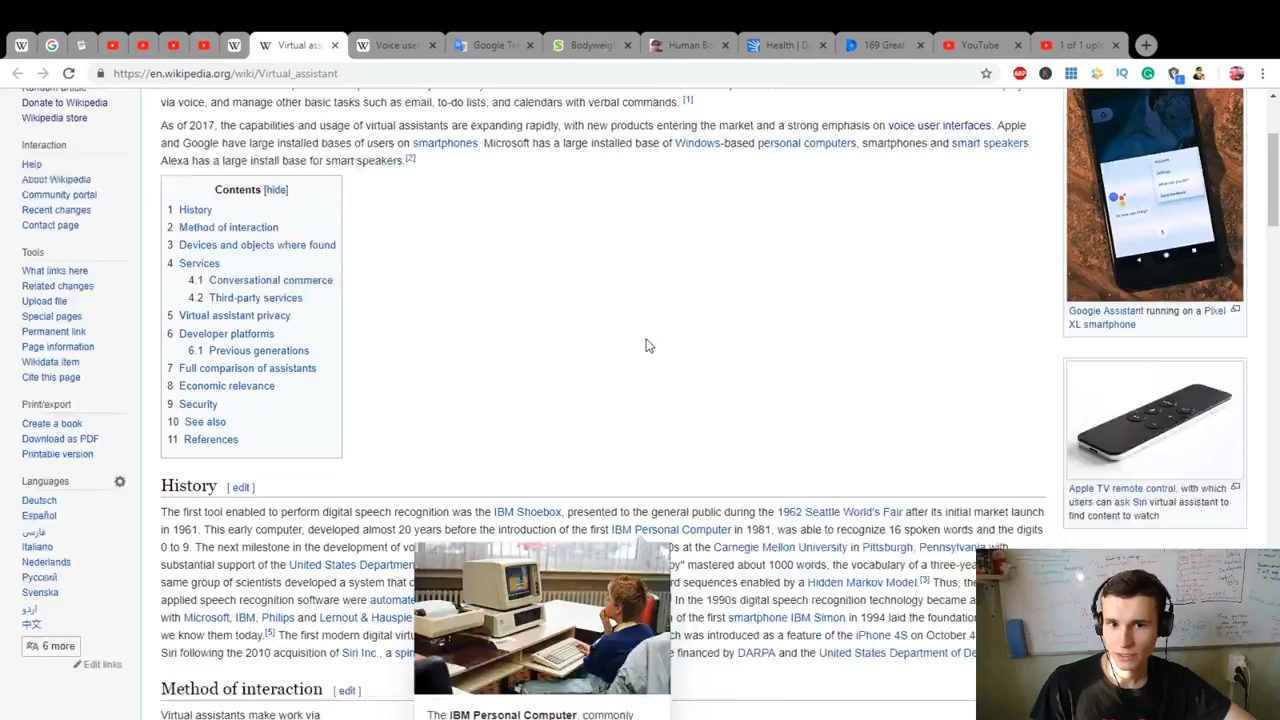 Virtual ass
Voice user
Google Tra
Bodyweig
Human Bo
Health | D
169 Great
YouTube
1 of 1 uplo
https://en.wikipedia.org/wiki/Virtual_assistant
ABP
IQ
Donate to Wikipedia
Wikipedia store
Interaction
Help
About Wikipedia
Community portal
Recent changes
Contact page
Tools
What links here
Related changes
Upload file
Special pages
Permanent link
Page information
Wikidata item
Cite this page
Print/export
Create a book
Download as PDF
Printable version
Languages
Deutsch
Español
فارسی
Italiano
Nederlands
Русский
Svenska
اردو
中文
6 more
Edit links
via voice, and manage other basic tasks such as email, to-do lists, and calendars with verbal commands. [1]
As of 2017, the capabilities and usage of virtual assistants are expanding rapidly, with new products entering the market and a strong emphasis on voice user interfaces. Apple
and Google have large installed bases of users on smartphones. Microsoft has a large installed base of Windows-based personal computers, smartphones and smart speakers.
Alexa has a large install base for smart speakers.[2]
Contents [hide]
1 History
2 Method of interaction
3 Devices and objects where found
4 Services
4.1 Conversational commerce
4.2 Third-party services
5 Virtual assistant privacy
6 Developer platforms
6.1 Previous generations
7 Full comparison of assistants
8 Economic relevance
9 Security
10 See also
11 References
History [ edit ]
The first tool enabled to perform digital speech recognition was the IBM Shoebox, presented to the general public during the 1962 Seattle World's Fair after its initial market launch
in 1961. This early computer, developed almost 20 years before the introduction of the first IBM Personal Computer in 1981, was able to recognize 16 spoken words and the digits
0 to 9. The next milestone in the development of vo 0s at the Carnegie Mellon University in Pittsburgh, Pennsylvania with
substantial support of the United States Departmen py" mastered about 1000 words, the vocabulary of a three-yea
same group of scientists developed a system that c rd sequences enabled by a Hidden Markov Model.[3] Thus, the
applied speech recognition software were automate In the 1990s digital speech recognition technology became a
with Microsoft, IBM, Philips and Lernout & Hauspie of the first smartphone IBM Simon in 1994 laid the foundation
we know them today.[5] The first modern digital virtu ch was introduced as a feature of the iPhone 4S on October 4
Siri following the 2010 acquisition of Siri Inc., a spin e financed by DARPA and the United States Department of De
Method of interaction [ edit ]
Virtual assistants make work via:
The IBM Personal Computer, commonly
Google Assistant running on a Pixel
XL smartphone
Apple TV remote control, with which
users can ask Siri virtual assistant to
find content to watch